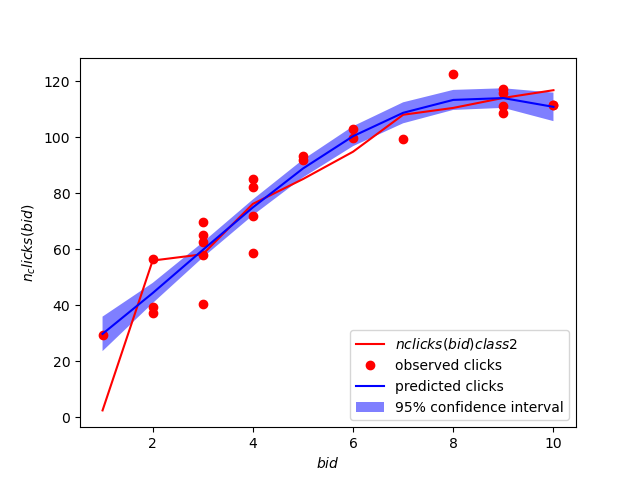 120
100
80
60
40
20
0
n_clicks(bid)
nclicks(bid)class2
observed clicks
predicted clicks
95% confidence interval
2 4 6 8 10
bid